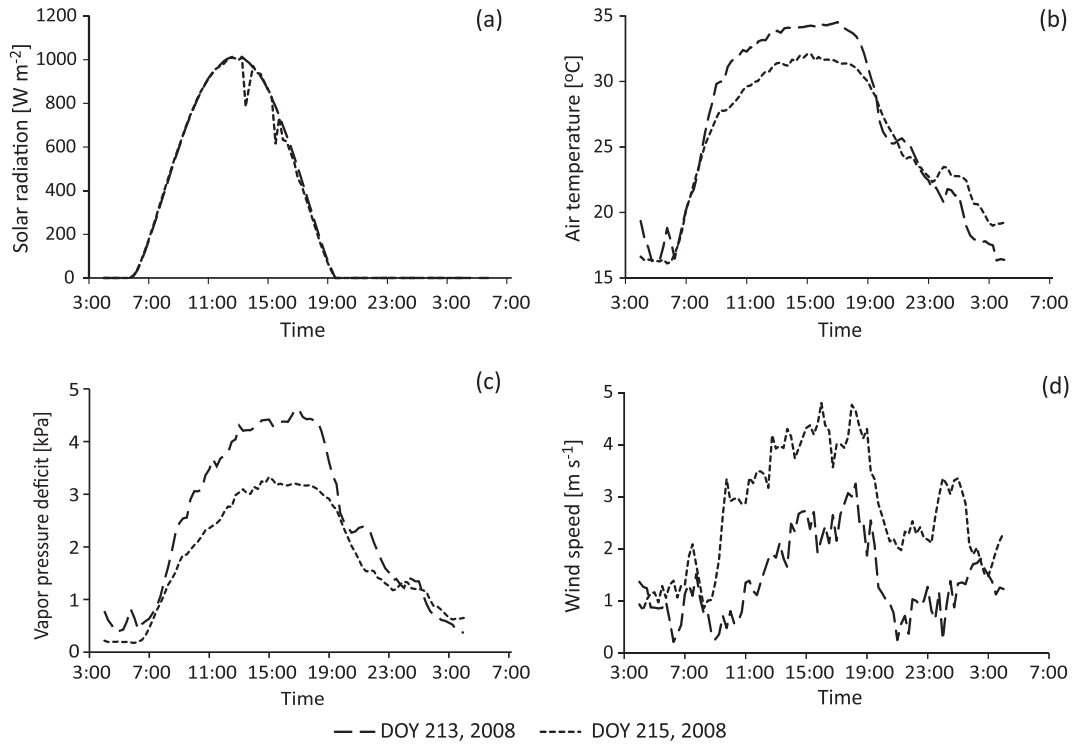 (a)
Solar radiation [W m-2]
1200
1000
800
600
400
200
0
3:00 7:00 11:00 15:00 19:00 23:00 3:00 7:00
Time
(b)
Air temperature [oC]
35
30
25
20
15
3:00 7:00 11:00 15:00 19:00 23:00 3:00 7:00
Time
(c)
Vapor pressure deficit [kPa]
5
4
3
2
1
0
3:00 7:00 11:00 15:00 19:00 23:00 3:00 7:00
Time
(d)
Wind speed [m s-1]
5
4
3
2
1
0
3:00 7:00 11:00 15:00 19:00 23:00 3:00 7:00
Time
DOY 213, 2008 DOY 215, 2008